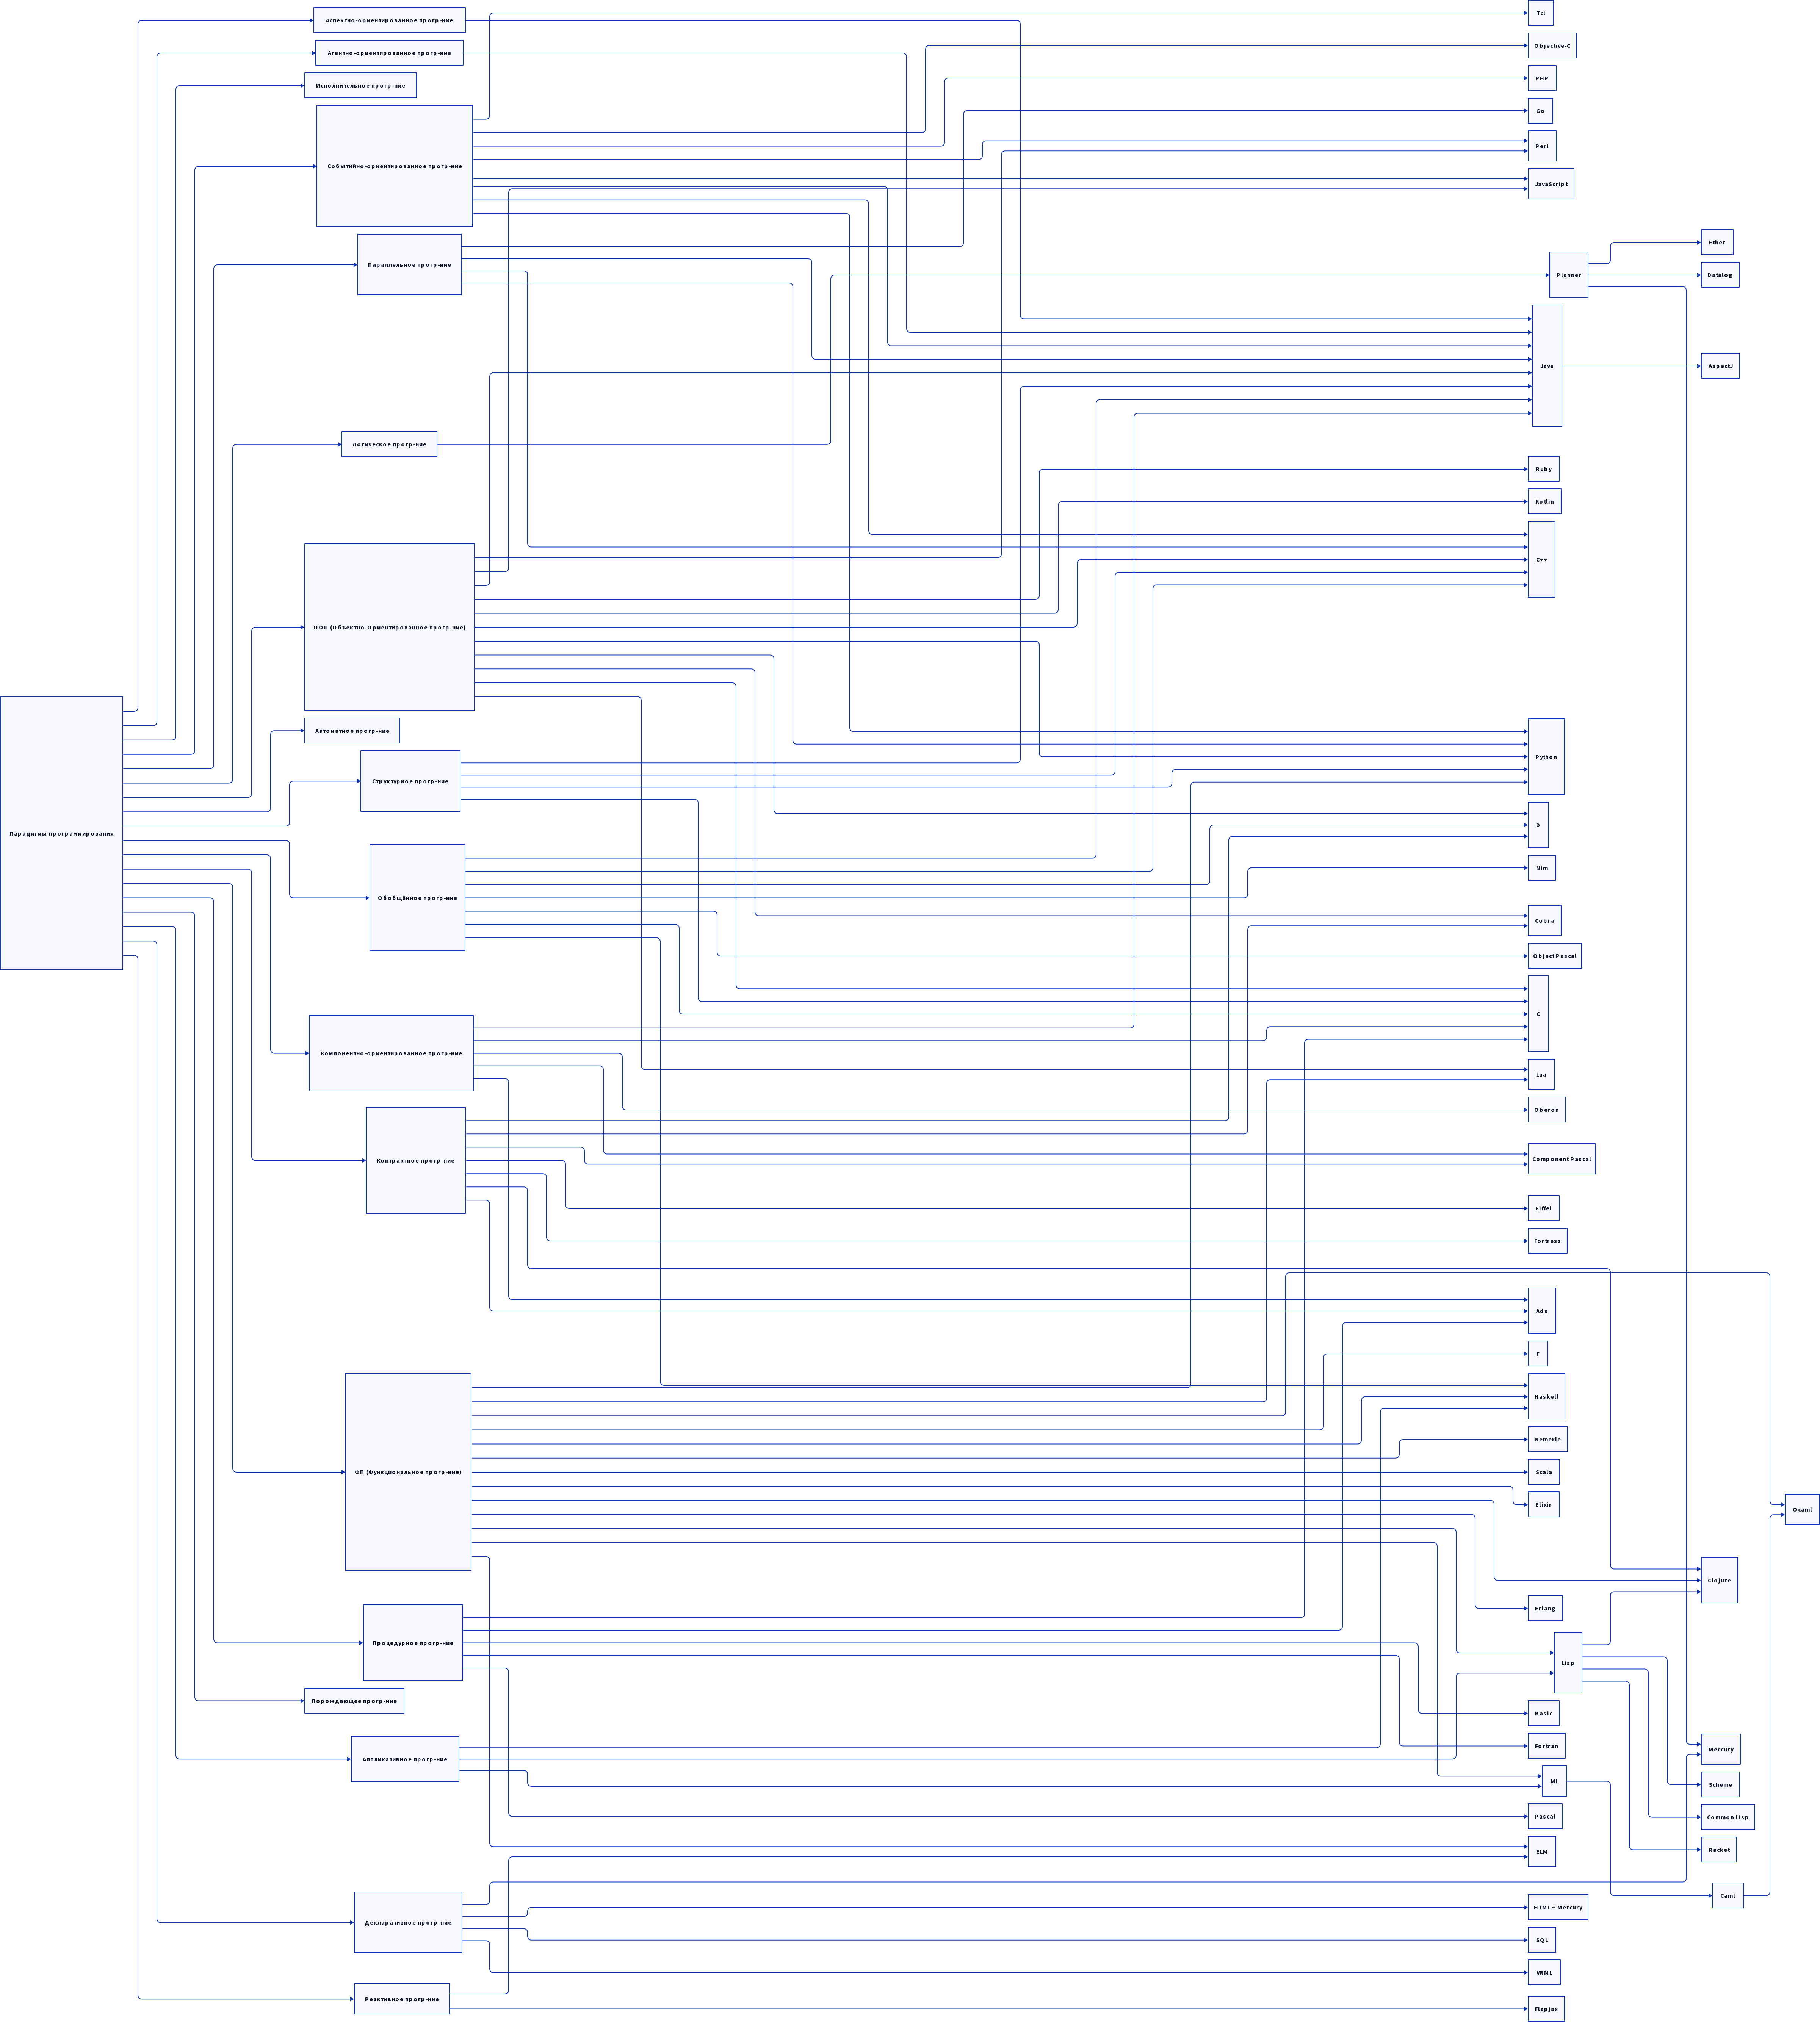 Парадигмы программирования
Аспектно-ориентированное прогр-ние
Агентно-ориентированное прогр-ние
Исполнительное прогр-ние
Событийно-ориентированное прогр-ние
Параллельное прогр-ние
Логическое прогр-ние
ООП (Объектно-Ориентированное прогр-ние)
Автоматное прогр-ние
Структурное прогр-ние
Обобщённое прогр-ние
Компонентно-ориентированное прогр-ние
Контрактное прогр-ние
ФП (Функциональное прогр-ние)
Процедурное прогр-ние
Порождающее прогр-ние
Аппликативное прогр-ние
Декларативное прогр-ние
Реактивное прогр-ние
Tcl
Objective-C
PHP
Go
Perl
JavaScript
Planner
Java
Ruby
Kotlin
C++
Python
D
Nim
Cobra
Object Pascal
C
Lua
Oberon
Component Pascal
Eiffel
Fortress
Ada
F
Haskell
Nemerle
Scala
Elixir
Erlang
Lisp
Basic
Fortran
ML
Pascal
ELM
HTML + Mercury
SQL
VRML
Flapjax
Ether
Datalog
AspectJ
Clojure
Mercury
Scheme
Common Lisp
Racket
Caml
Ocaml